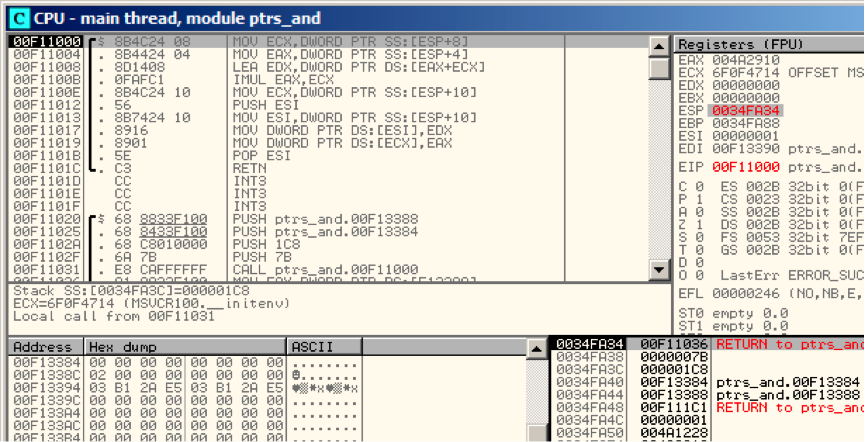 C CPU - main thread, module ptrs_and
00F11000 $ 8B4C24 08 MOV ECX,DWORD PTR SS:[ESP+8]
00F11004 . 8B4424 04 MOV EAX,DWORD PTR SS:[ESP+4]
00F11008 . 8D1408 LEA EDX,DWORD PTR DS:[EAX+ECX]
00F1100B . 0FAFC1 IMUL EAX,ECX
00F1100E . 8B4C24 10 MOV ECX,DWORD PTR SS:[ESP+10]
00F11012 . 56 PUSH ESI
00F11013 . 8B7424 10 MOV ESI,DWORD PTR SS:[ESP+10]
00F11017 . 8916 MOV DWORD PTR DS:[ESI],EDX
00F11019 . 8901 MOV DWORD PTR DS:[ECX],EAX
00F1101B . 5E POP ESI
00F1101C . C3 RETN
00F1101D CC INT3
00F1101E CC INT3
00F1101F CC INT3
00F11020 $ 68 8833F100 PUSH ptrs_and.00F13388
00F11025 . 68 8433F100 PUSH ptrs_and.00F13384
00F1102A . 68 C8010000 PUSH 1C8
00F1102F . 6A 7B PUSH 7B
00F11031 . E8 CAFFFFFF CALL ptrs_and.00F11000
Stack SS:[0034FA3C]=000001C8
ECX=6F0F4714 (MSVCR100.__initenv)
Local call from 00F11031
Registers (FPU)
EAX 004A2910
ECX 6F0F4714 OFFSET MS
EDX 00000000
EBX 00000000
ESP 0034FA34
EBP 0034FA88
ESI 00000001
EDI 00F13390 ptrs_and.
EIP 00F11000 ptrs_and.
C 0 ES 002B 32bit 0(F
P 1 CS 0023 32bit 0(F
A 0 SS 002B 32bit 0(F
Z 1 DS 002B 32bit 0(F
S 0 FS 0053 32bit 7EF
T 0 GS 002B 32bit 0(F
D 0
O 0 LastErr ERROR_SUC
EFL 00000246 (NO,NB,E,
ST0 empty 0.0
ST1 empty 0.0
Address Hex dump ASCII
00F13384 00 00 00 00 00 00 00 00 ........
00F1338C 02 00 00 00 00 00 00 00 ☻.......
00F13394 03 B1 2A E5 03 B1 2A E5 ♥▒*x♥▒*x
00F1339C 00 00 00 00 00 00 00 00 ........
00F133A4 00 00 00 00 00 00 00 00 ........
00F133AC 00 00 00 00 00 00 00 00 ........
00F133B4 00 00 00 00 00 00 00 00 ........
0034FA34 00F11036 RETURN to ptrs_and
0034FA38 0000007B
0034FA3C 000001C8
0034FA40 00F13384 ptrs_and.00F13384
0034FA44 00F13388 ptrs_and.00F13388
0034FA48 00F111C1 RETURN to ptrs_and
0034FA4C 00000001
0034FA50 004A1228